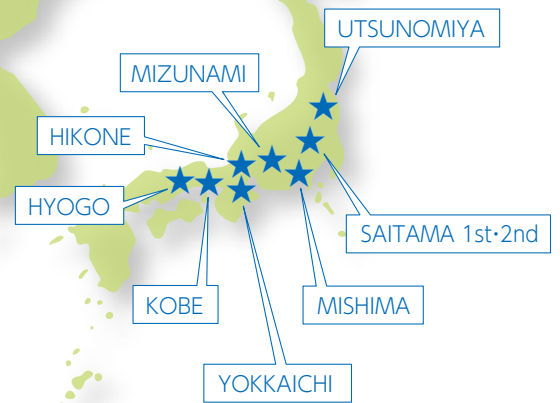 UTSUNOMIYA
MIZUNAMI
HIKONE
HYOGO
SAITAMA 1st・2nd
KOBE
MISHIMA
YOKKAICHI